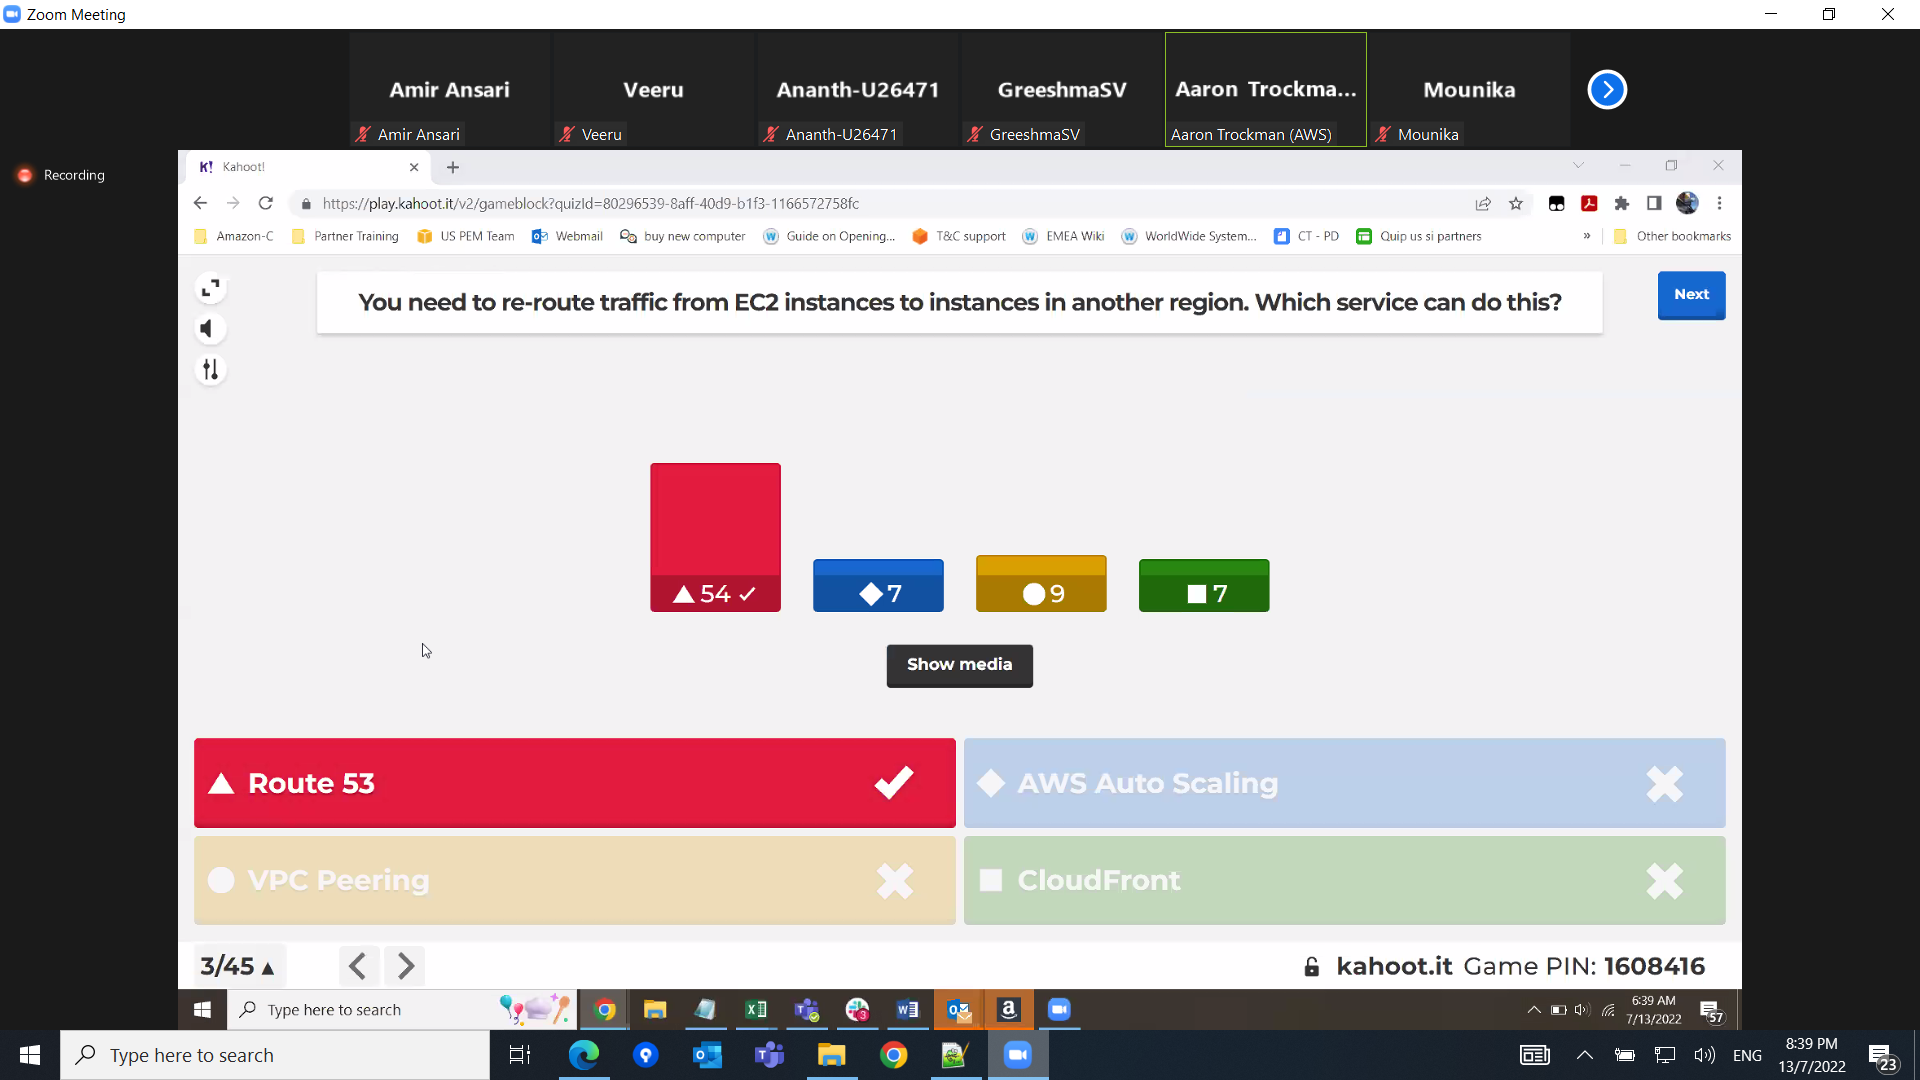 Zoom Meeting
Amir Ansari
Veeru
Ananth-U26471
GreeshmaSV
Aaron Trockma...
Mounika
Amir Ansari
Veeru
Ananth-U26471
GreeshmaSV
Aaron Trockman (AWS)
Mounika
Recording
K! Kahoot!
https://play.kahoot.it/v2/gameblock?quizId=80296539-8aff-40d9-b1f3-1166572758fc
Amazon-C
Partner Training
US PEM Team
Webmail
buy new computer
Guide on Opening...
T&C support
EMEA Wiki
WorldWide System...
CT - PD
Quip us si partners
»
Other bookmarks
You need to re-route traffic from EC2 instances to instances in another region. Which service can do this?
Next
54
7
9
7
Show media
Route 53
AWS Auto Scaling
VPC Peering
CloudFront
3/45
kahoot.it Game PIN: 1608416
Type here to search
6:39 AM
7/13/2022
57
Type here to search
ENG
8:39 PM
13/7/2022
23